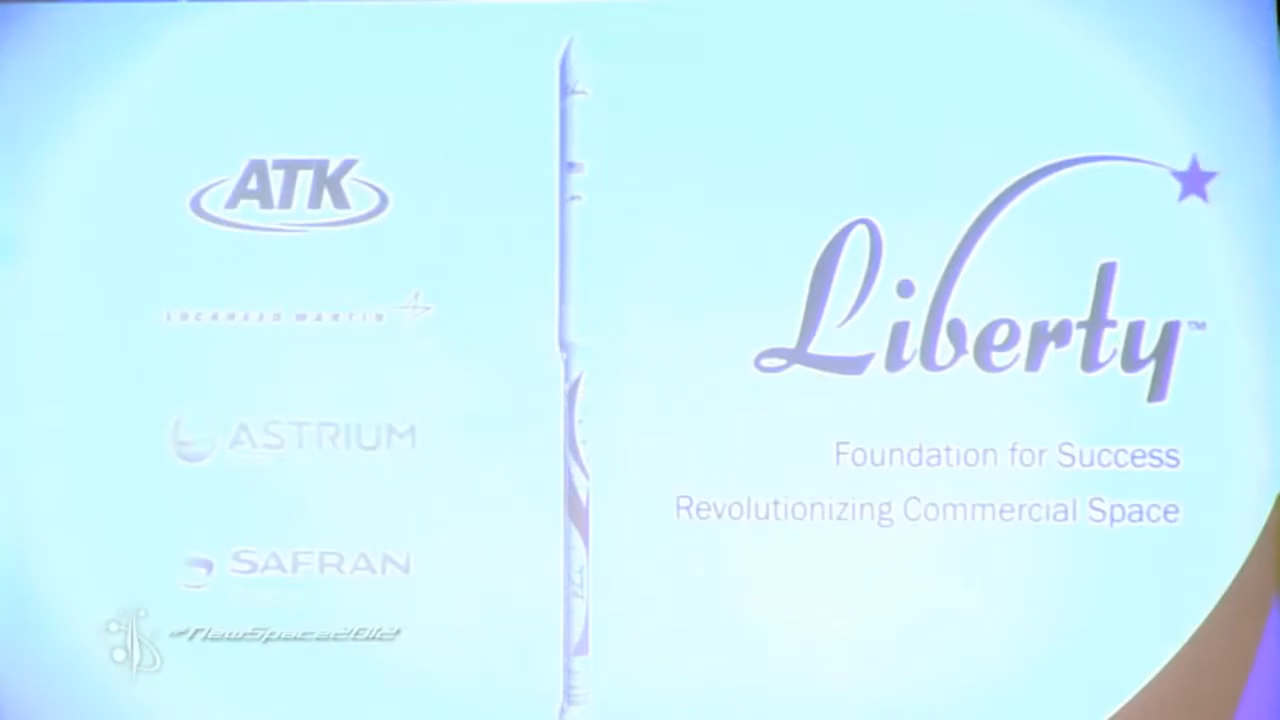 ATK
LOCKHEED MARTIN
ASTRIUM
SAFRAN
#NewSpace2012
Liberty™
Foundation for Success
Revolutionizing Commercial Space